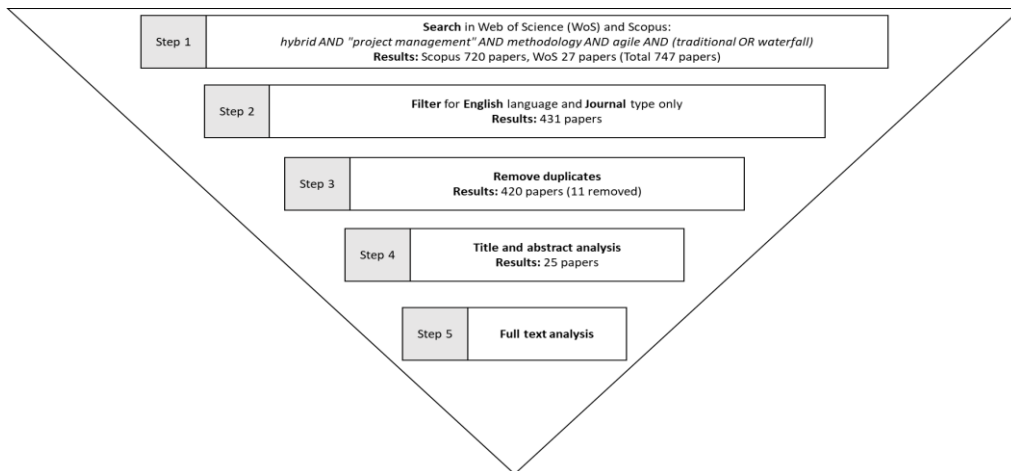 Step 1
Search in Web of Science (WoS) and Scopus:
hybrid AND "project management" AND methodology AND agile AND (traditional OR waterfall)
Results: Scopus 720 papers, WoS 27 papers (Total 747 papers)
Step 2
Filter for English language and Journal type only
Results: 431 papers
Step 3
Remove duplicates
Results: 420 papers (11 removed)
Step 4
Title and abstract analysis
Results: 25 papers
Step 5
Full text analysis